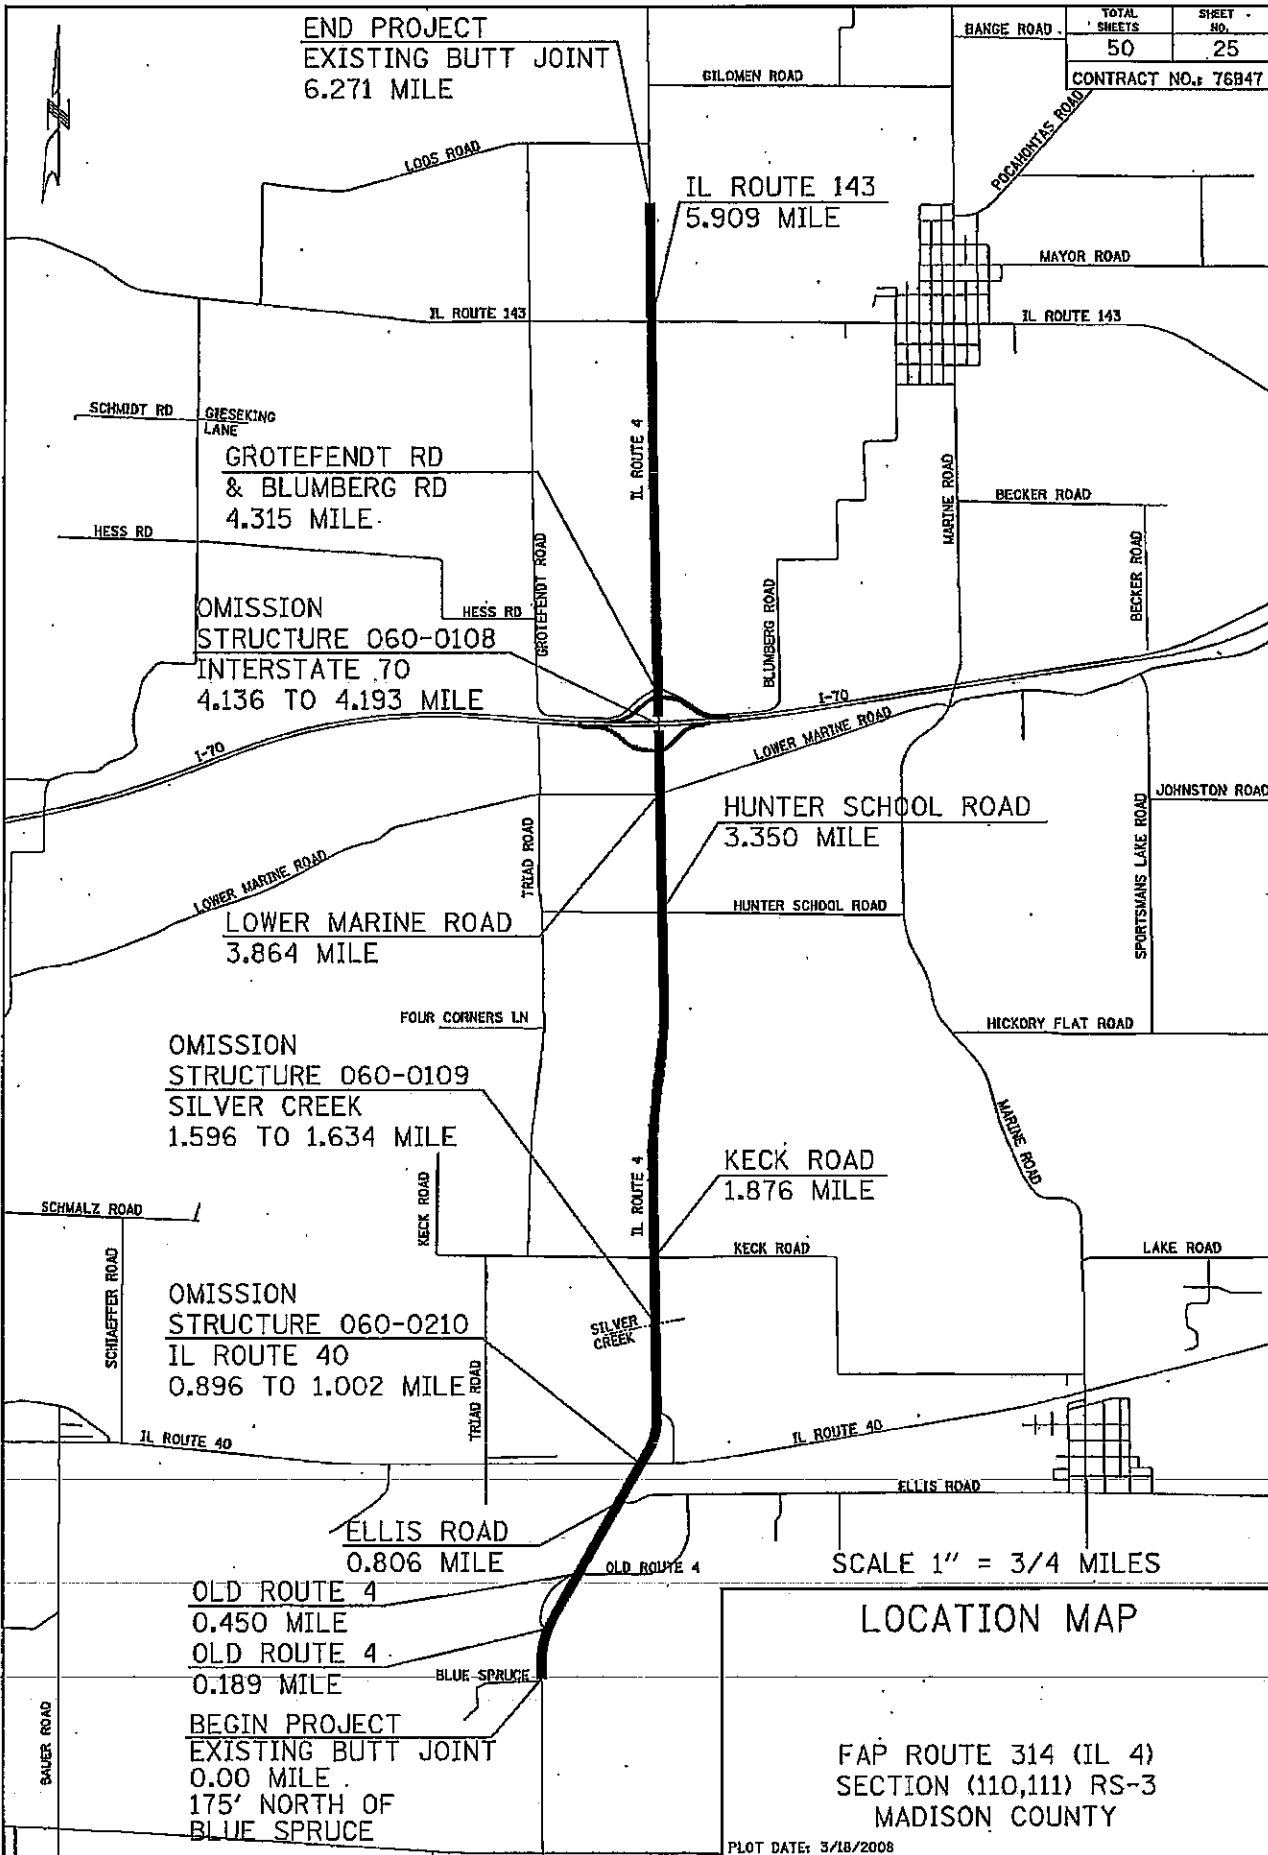 TOTAL SHEETS
SHEET NO.
50
25
CONTRACT NO.: 76B47
END PROJECT
EXISTING BUTT JOINT
6.271 MILE
BANGE ROAD
GILOMEN ROAD
POCAHONTAS ROAD
LOOS ROAD
IL ROUTE 143
5.909 MILE
MAYOR ROAD
IL ROUTE 143
IL ROUTE 143
SCHMIDT RD
GIESEKING
LANE
IL ROUTE 4
GROTEFENDT RD
& BLUMBERG RD
4.315 MILE
MARINE ROAD
BECKER ROAD
HESS RD
GROTEFENDT ROAD
BECKER ROAD
HESS RD
BLUMBERG ROAD
OMISSION
STRUCTURE 060-0108
INTERSTATE 70
4.136 TO 4.193 MILE
I-70
I-70
LOWER MARINE ROAD
JOHNSTON ROAD
HUNTER SCHOOL ROAD
3.350 MILE
TRIAD ROAD
SPORTSMANS LAKE ROAD
LOWER MARINE ROAD
HUNTER SCHOOL ROAD
LOWER MARINE ROAD
3.864 MILE
FOUR CORNERS LN
HICKORY FLAT ROAD
OMISSION
STRUCTURE 060-0109
SILVER CREEK
1.596 TO 1.634 MILE
MARINE ROAD
KECK ROAD
1.876 MILE
IL ROUTE 4
KECK ROAD
SCHMALZ ROAD
KECK ROAD
LAKE ROAD
SCHIAEFFER ROAD
OMISSION
STRUCTURE 060-0210
IL ROUTE 40
0.896 TO 1.002 MILE
SILVER
CREEK
TRIAD ROAD
IL ROUTE 40
IL ROUTE 40
ELLIS ROAD
ELLIS ROAD
0.806 MILE
OLD ROUTE 4
SCALE 1" = 3/4 MILES
OLD ROUTE 4
0.450 MILE
OLD ROUTE 4
0.189 MILE
BLUE SPRUCE
LOCATION MAP
BEGIN PROJECT
EXISTING BUTT JOINT
0.00 MILE
175' NORTH OF
BLUE SPRUCE
BAUER ROAD
FAP ROUTE 314 (IL 4)
SECTION (110,111) RS-3
MADISON COUNTY
PLOT DATE: 3/18/2008